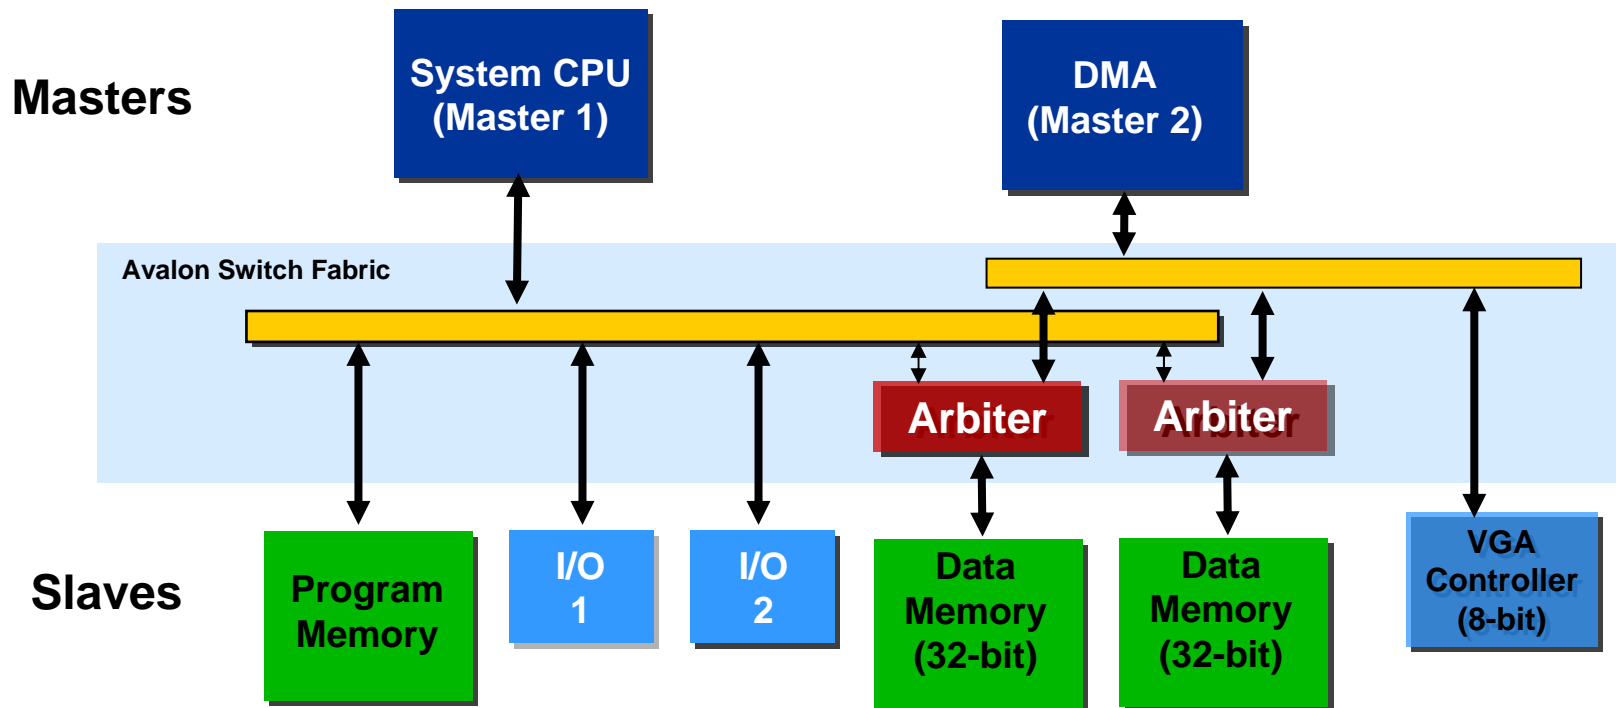 Masters
System CPU
(Master 1)
DMA
(Master 2)
Avalon Switch Fabric
Arbiter
Arbiter
Slaves
Program
Memory
I/O
1
I/O
2
Data
Memory
(32-bit)
Data
Memory
(32-bit)
VGA
Controller
(8-bit)